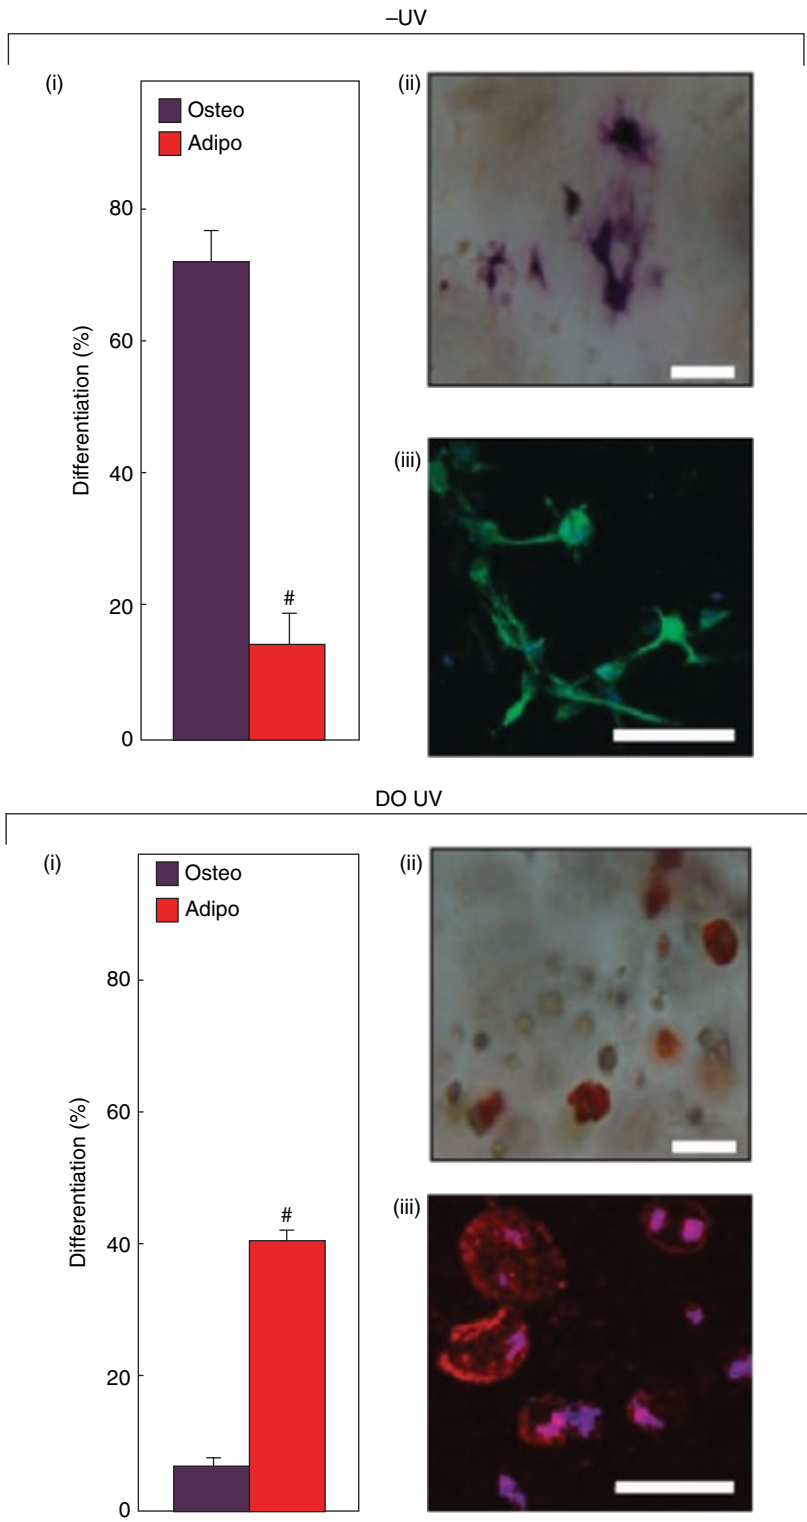 –UV
(i)
Osteo
Adipo
80
60
40
20
0
Differentiation (%)
#
(ii)
(iii)
DO UV
(i)
Osteo
Adipo
80
60
40
20
0
Differentiation (%)
#
(ii)
(iii)